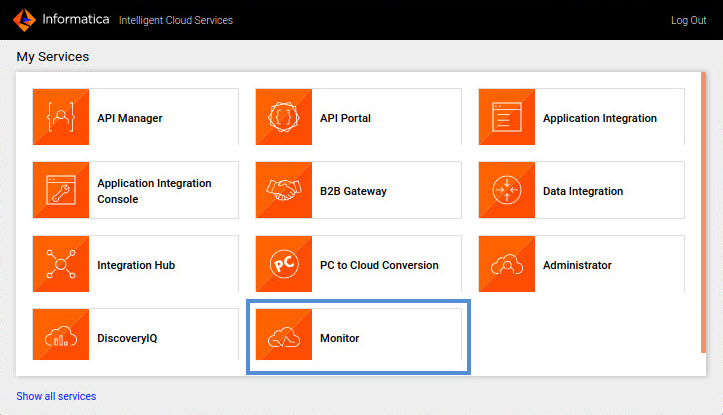 Informatica Intelligent Cloud Services Log Out
My Services
API Manager API Portal Application Integration
Application Integration
Console B2B Gateway Data Integration
Integration Hub PC PC to Cloud Conversion Administrator
DiscoveryIQ Monitor
Show all services